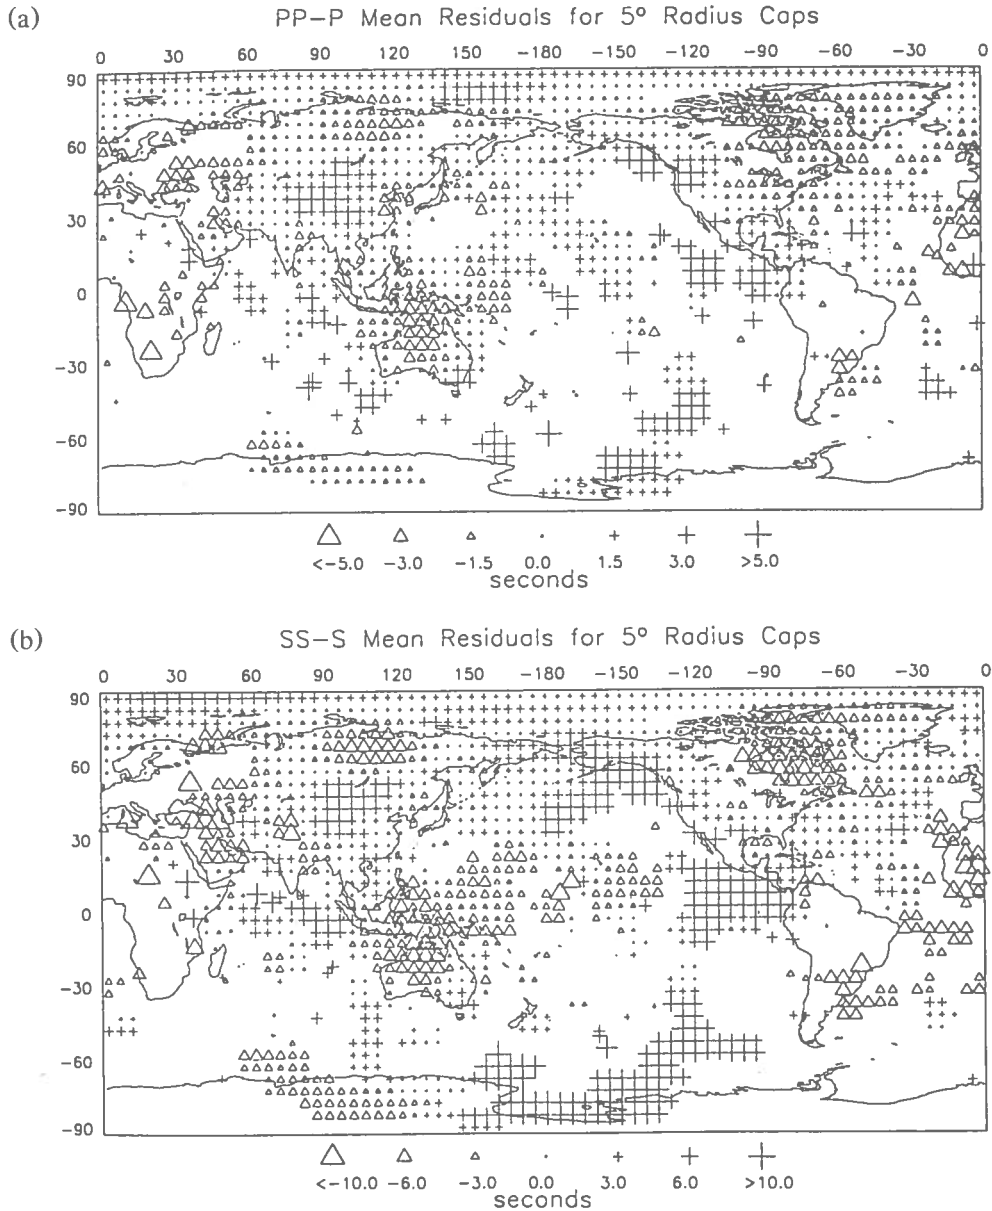 (a)
PP-P Mean Residuals for 5° Radius Caps
0 30 60 90 120 150 -180 -150 -120 -90 -60 -30 0
90
60
30
0
-30
-60
-90
<-5.0 -3.0 -1.5 0.0 1.5 3.0 >5.0
seconds
(b)
SS-S Mean Residuals for 5° Radius Caps
0 30 60 90 120 150 -180 -150 -120 -90 -60 -30 0
90
60
30
0
-30
-60
-90
<-10.0 -6.0 -3.0 0.0 3.0 6.0 >10.0
seconds